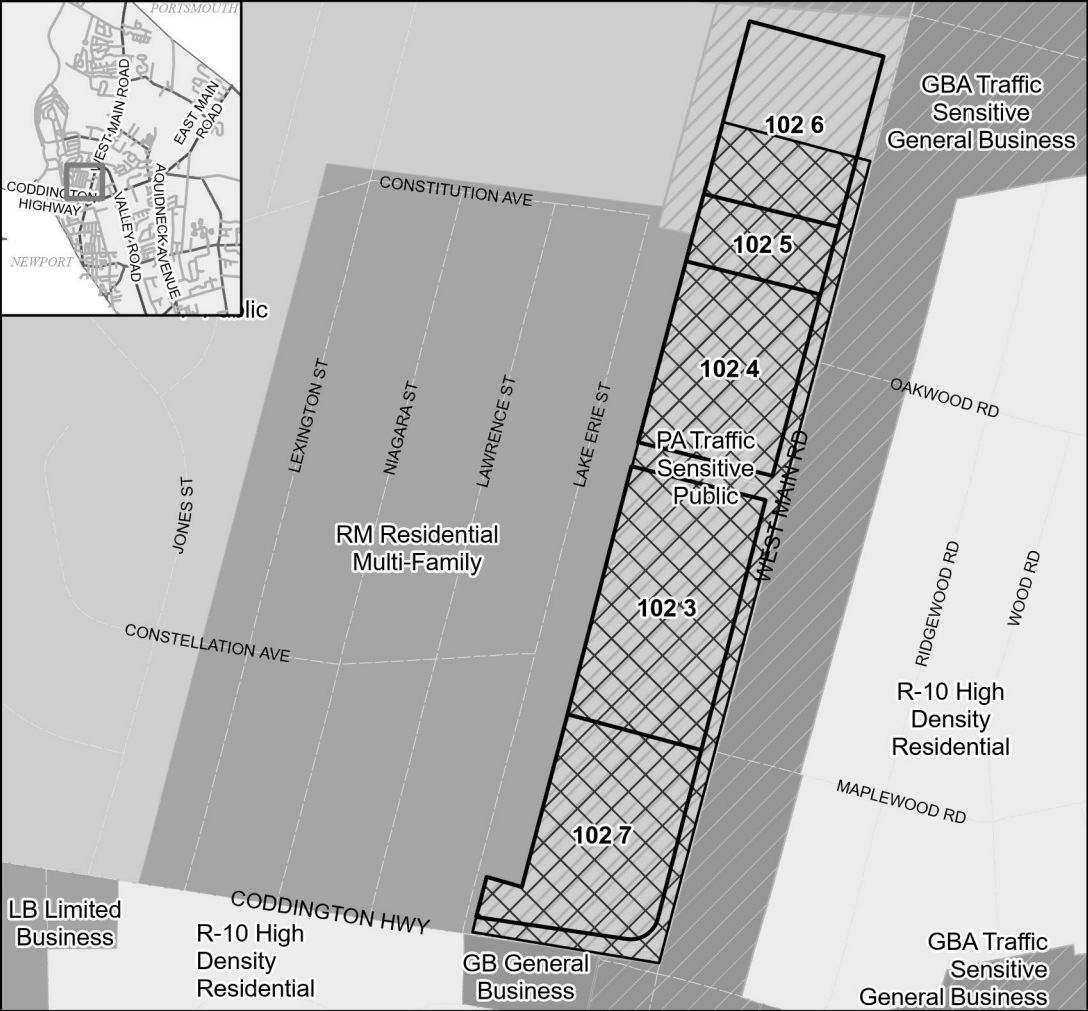 PORTSMOUTH
WEST MAIN ROAD
EAST MAIN
ROAD
CODDINGTON
HIGHWAY
VALLEY ROAD
AQUIDNECK AVENUE
NEWPORT
GBA Traffic
Sensitive
General Business
102 6
CONSTITUTION AVE
102 5
102 4
OAKWOOD RD
LEXINGTON ST
NIAGARA ST
LAWRENCE ST
LAKE ERIE ST
PA Traffic
Sensitive
Public
WEST MAIN RD
JONES ST
RM Residential
Multi-Family
102 3
RIDGEWOOD RD
WOOD RD
CONSTELLATION AVE
R-10 High
Density
Residential
MAPLEWOOD RD
102 7
CODDINGTON HWY
LB Limited
Business
R-10 High
Density
Residential
GB General
Business
GBA Traffic
Sensitive
General Business